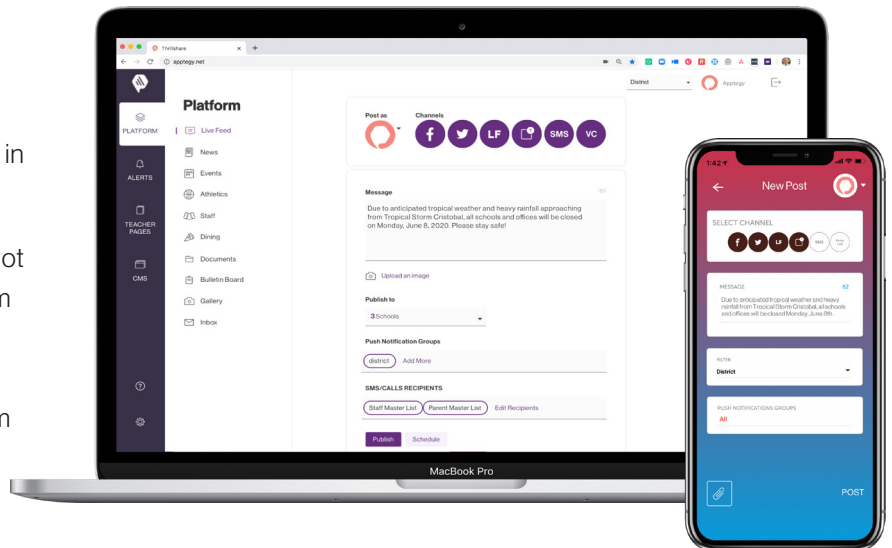 in
ot
Thrillshare
apptegy.net
District
Apptegy
PLATFORM
ALERTS
TEACHER
PAGES
CMS
Platform
Live Feed
News
Events
Athletics
Staff
Dining
Documents
Bulletin Board
Gallery
Inbox
Post as
Channels
LF
SMS
VC
Message
Due to anticipated tropical weather and heavy rainfall approaching
from Tropical Storm Cristobal, all schools and offices will be closed
on Monday, June 8, 2020. Please stay safe!
Upload an image
Publish to
3 Schools
Push Notification Groups
district
Add More
SMS/CALLS RECIPIENTS
Staff Master List
Parent Master List
Edit Recipients
Publish
Schedule
MacBook Pro
1:42
New Post
SELECT CHANNEL
LF
SMS
MESSAGE
62
Due to anticipated tropical weather and heavy
rainfall from Tropical Storm Cristobal, all schools
and offices will be closed Monday, June 8th.
FILTER
District
PUSH NOTIFICATIONS GROUPS
All
POST